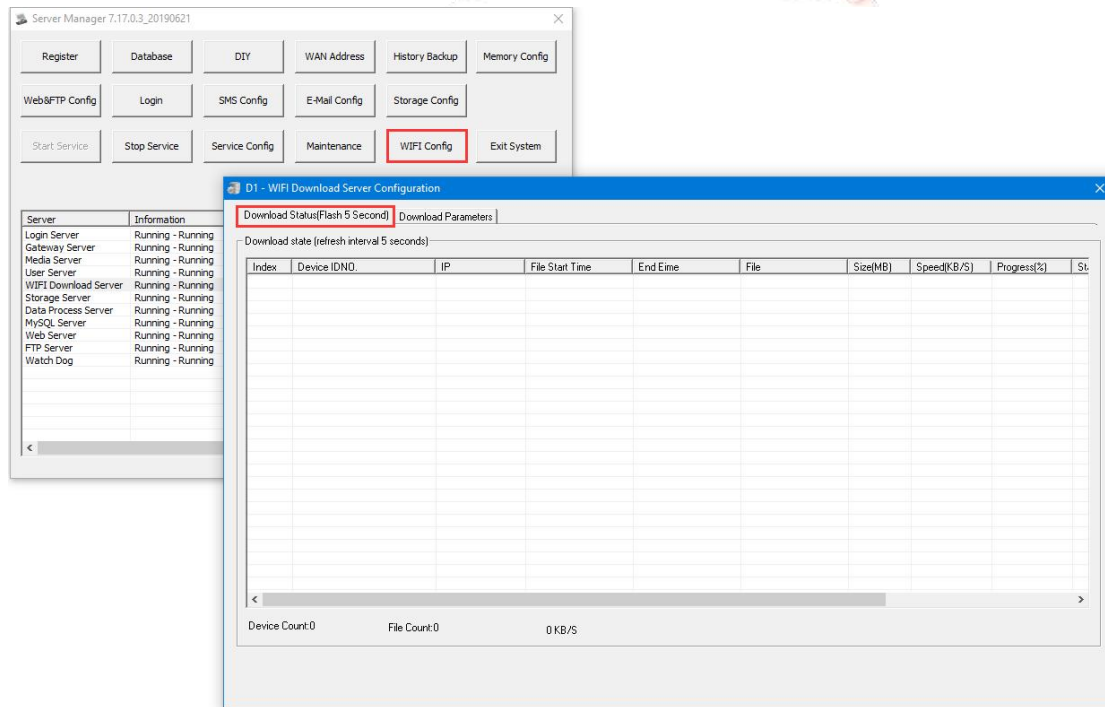 Server Manager 7.17.0.3_20190621
Register Database DIY WAN Address History Backup Memory Config
Web&FTP Config Login SMS Config E-Mail Config Storage Config
Start Service Stop Service Service Config Maintenance WIFI Config Exit System
Server Information
Login Server Running - Running
Gateway Server Running - Running
Media Server Running - Running
User Server Running - Running
WIFI Download Server Running - Running
Storage Server Running - Running
Data Process Server Running - Running
MySQL Server Running - Running
Web Server Running - Running
FTP Server Running - Running
Watch Dog Running - Running
D1 - WIFI Download Server Configuration
Download Status(Flash 5 Second) Download Parameters
Download state (refresh interval 5 seconds)
Index Device IDNO. IP File Start Time End Eime File Size(MB) Speed(KB/S) Progress(%)
Device Count:0 File Count:0 0 KB/S